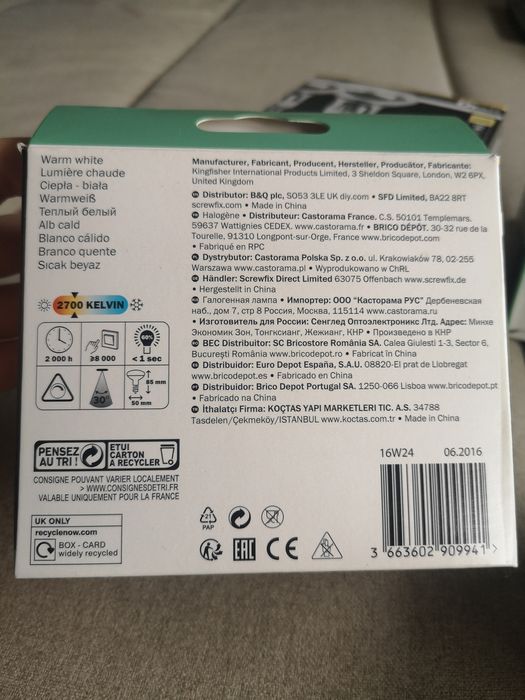 Warm white
Lumière chaude
Ciepła - biała
Warmweiß
Теплый белый
Alb cald
Blanco cálido
Branco quente
Sıcak beyaz
2700 KELVIN
2 000 h
≥8 000
60%
< 1 sec
30°
85 mm
50 mm
Manufacturer, Fabricant, Producent, Hersteller, Producător, Fabricante:
Kingfisher International Products Limited, 3 Sheldon Square, London, W2 6PX,
United Kingdom
Distributor: B&Q plc, SO53 3LE UK diy.com • SFD Limited, BA22 8RT
screwfix.com • Made in China
Halogène • Distributeur: Castorama France. C.S. 50101 Templemars.
59637 Wattignies CEDEX. www.castorama.fr • BRICO DÉPÔT. 30-32 rue de la
Tourelle, 91310 Longpont-sur-Orge, France www.bricodepot.com
• Fabriqué en RPC
Dystrybutor: Castorama Polska Sp. z o.o. ul. Krakowiaków 78, 02-255
Warszawa www.castorama.pl • Wyprodukowano w ChRL
Händler: Screwfix Direct Limited 63075 Offenbach www.screwfix.de
• Hergestellt in China
Галогенная лампа • Импортер: ООО "Касторама РУС" Дербеневская
наб., дом 7, стр 8 Россия, Москва, 115114 www.castorama.ru
• Изготовитель для России: Сенглед Оптоэлектроникс Лтд. Адрес: Минхе
Экономик Зон, Тонгксианг, Жежианг, КНР • Произведено в КНР
BEC Distribuitor: SC Bricostore România SA. Calea Giulesti 1-3, Sector 6,
Bucureşti România www.bricodepot.ro • Fabricat în China
Distribuidor: Euro Depot España, S.A.U. 08820-El prat de Llobregat
www.bricodepot.es • Fabricado en China
Distribuidor: Brico Depot Portugal SA. 1250-066 Lisboa www.bricodepot.pt
• Fabricado na China
İthalatçı Firma: KOÇTAŞ YAPI MARKETLERI TIC. A.S. 34788
Tasdelen/Çekmeköy/ISTANBUL www.koctas.com.tr • Made in China
PENSEZ
AU TRI !
ETUI
CARTON
A RECYCLER
CONSIGNE POUVANT VARIER LOCALEMENT
> WWW.CONSIGNESDETRI.FR
VALABLE UNIQUEMENT POUR LA FRANCE
UK ONLY
recyclenow.com
BOX - CARD
widely recycled
21
PAP
EAC
CE
16W24
06.2016
3 663602 909941 >